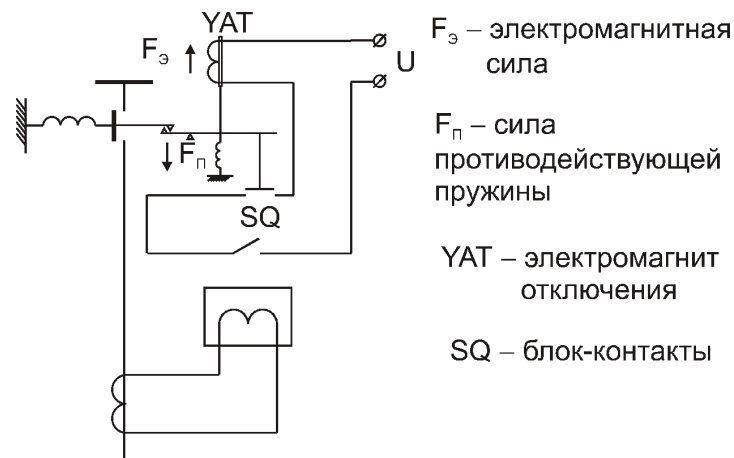 YAT
Fэ
U
Fп
SQ
Fэ – электромагнитная
сила
Fп – сила
противодействующей
пружины
YAT – электромагнит
отключения
SQ – блок-контакты